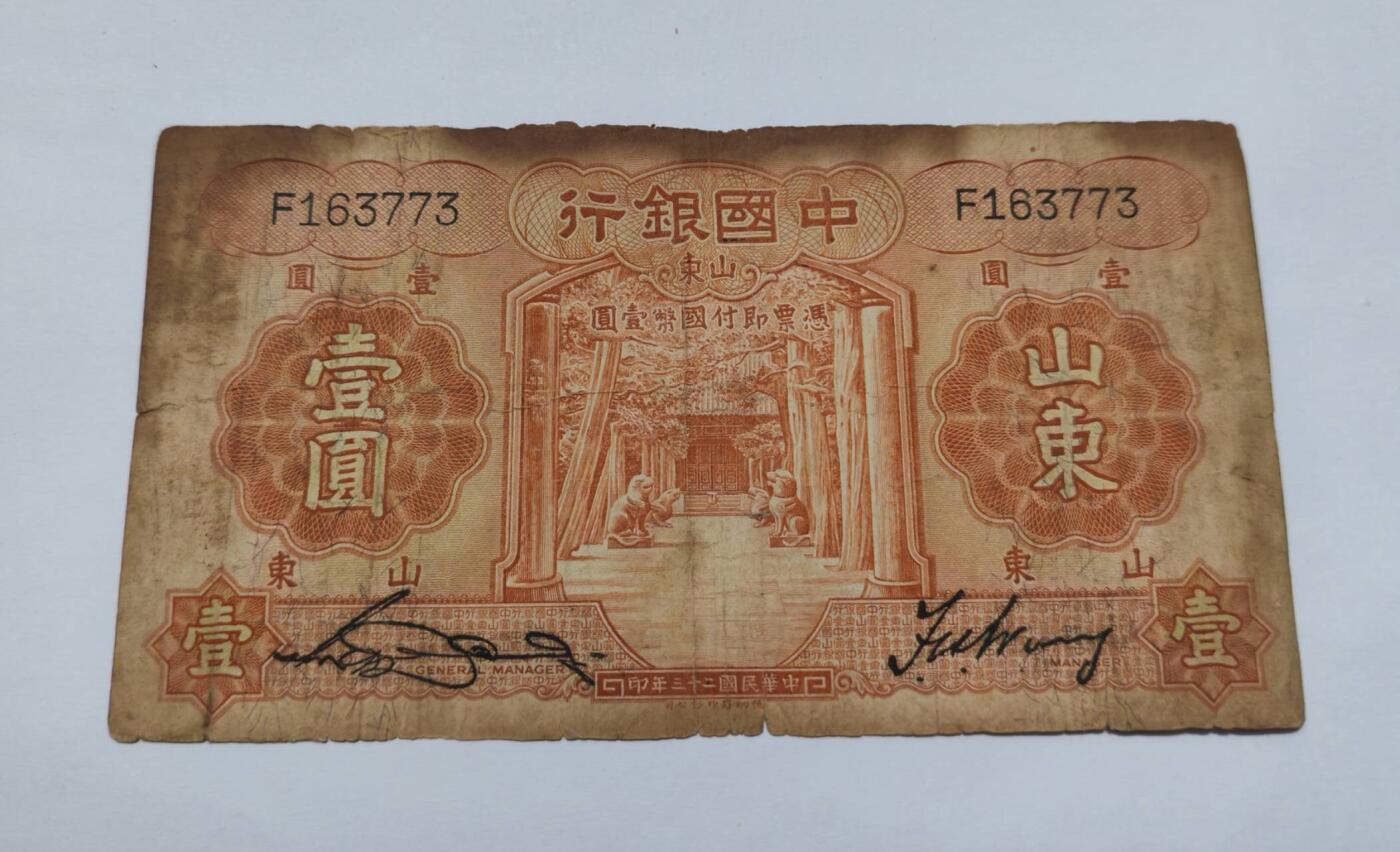 F163773
中國銀行
F163773
山東
壹圓
壹圓
憑票即付國幣壹圓
山東
壹圓
山東
山東
壹
壹
GENERAL MANAGER
MANAGER
中華民國二十三年印